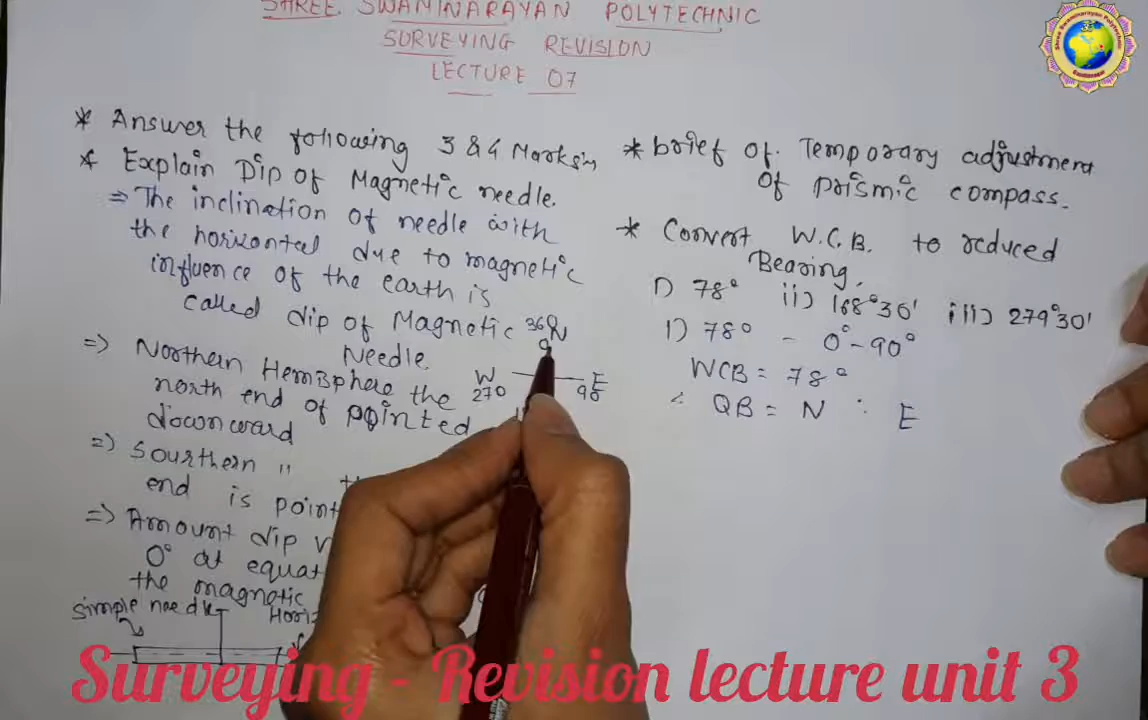 SHREE SWAMINARAYAN POLYTECHNIC
SURVEYING REVISION
LECTURE 07
* Answer the following 3 & 4 Marks
* Explain Dip of Magnetic needle.
⇒ The inclination of needle with
the horizontal due to magnetic
influence of the earth is
called dip of Magnetic
Needle.
⇒ Northern Hemisphere the
north end of pointed
downward
⇒ Sourthern "
end is point
⇒ Amount dip
0° at equat
the magnetic
simple needle Hori
360 N
0
W E
270 90
* brief of Temporary adjustment
of prismic compass.
* Convert W.C.B. to reduced
Bearing.
i) 78° ii) 168°30' iii) 279°30'
1) 78° - 0°-90°
WCB = 78°
∴ QB = N E
Surveying - Revision lecture unit 3